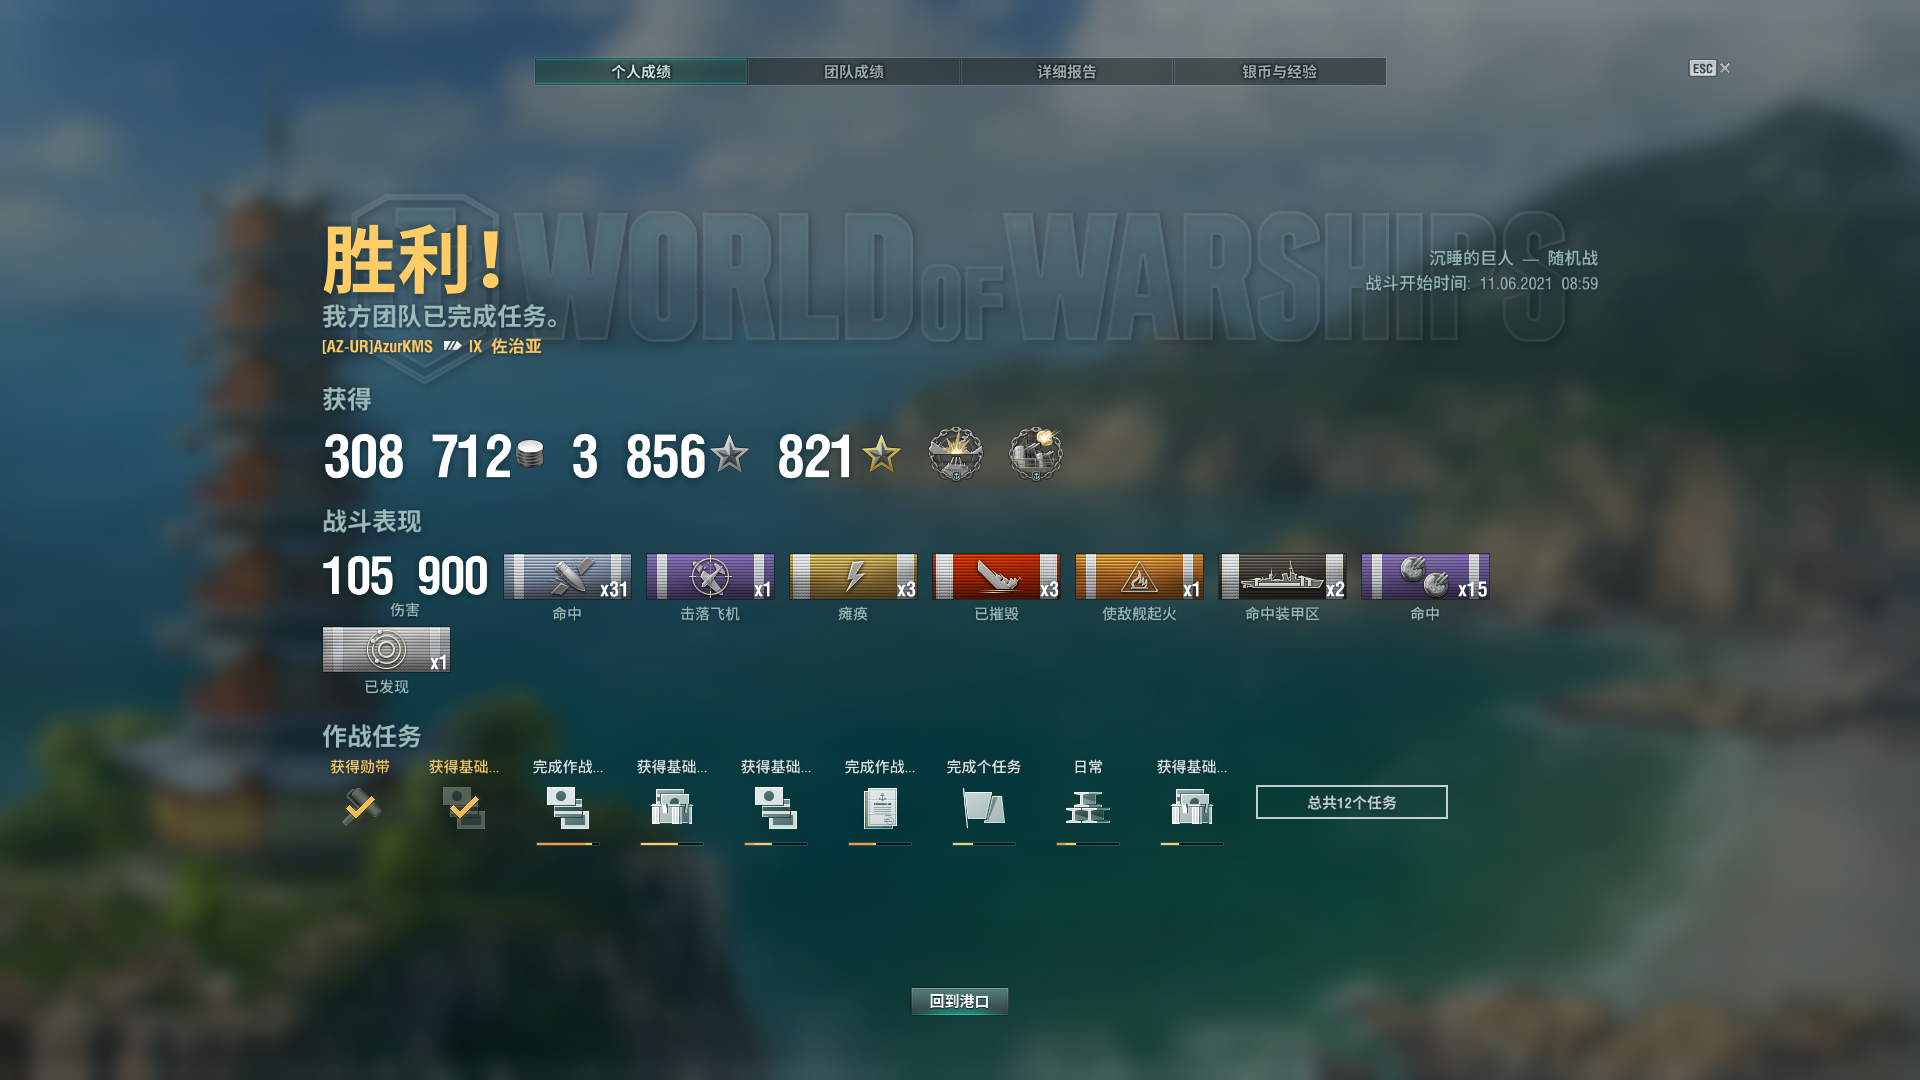 个人成绩 团队成绩 详细报告 银币与经验 ESC
WORLD OF WARSHIPS
胜利!
我方团队已完成任务。
[AZ-UR]AzurKMS IX 佐治亚
沉睡的巨人 — 随机战
战斗开始时间: 11.06.2021 08:59
获得
308 712 3 856 821
战斗表现
105 900 x31 x1 x3 x3 x1 x2 x15
伤害 命中 击落飞机 瘫痪 已摧毁 使敌舰起火 命中装甲区 命中
x1
已发现
作战任务
获得勋带 获得基础... 完成作战... 获得基础... 获得基础... 完成作战... 完成个任务 日常 获得基础...
总共12个任务
回到港口